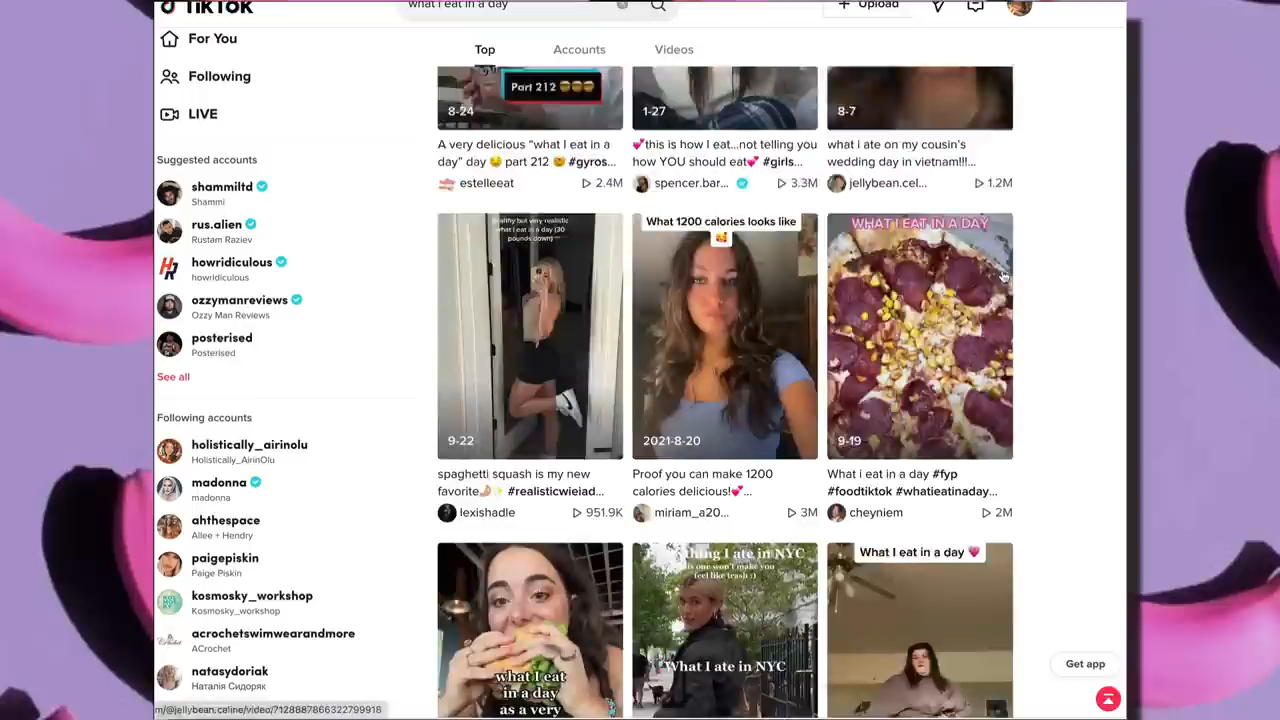 TikTok
what i eat in a day
Upload
For You
Following
LIVE
Top
Accounts
Videos
Suggested accounts
shammiltd
Shammi
rus.alien
Rustam Raziev
howridiculous
howridiculous
ozzymanreviews
Ozzy Man Reviews
posterised
Posterised
See all
Following accounts
holistically_airinolu
Holistically_AirinOlu
madonna
madonna
ahthespace
Allee + Hendry
paigepiskin
Paige Piskin
kosmosky_workshop
Kosmosky_workshop
acrochetswimwearandmore
ACrochet
natasydoriak
Наталія Сидоряк
Part 212
8-24
A very delicious “what I eat in a
day” day 🤤 part 212 🤓 #gyros...
estelleeat
2.4M
1-27
💕this is how I eat...not telling you
how YOU should eat💕 #girls...
spencer.bar...
3.3M
8-7
what i ate on my cousin’s
wedding day in vietnam!!!...
jellybean.cel...
1.2M
healthy but very realistic
what i eat in a day (30
pounds down)
9-22
spaghetti squash is my new
favorite🤌🏼✨ #realisticwieiad...
lexishadle
951.9K
What 1200 calories looks like
🥰
2021-8-20
Proof you can make 1200
calories delicious!💕...
miriam_a20...
3M
WHAT I EAT IN A DAY
9-19
What i eat in a day #fyp
#foodtiktok #whatieatinaday...
cheyniem
2M
what I eat
in a day
as a very
Everything I ate in NYC
this one won't make you
feel like trash :)
What I ate in NYC
What I eat in a day 💗
Get app
m/@jellybean.celine/video/7128887866322799918